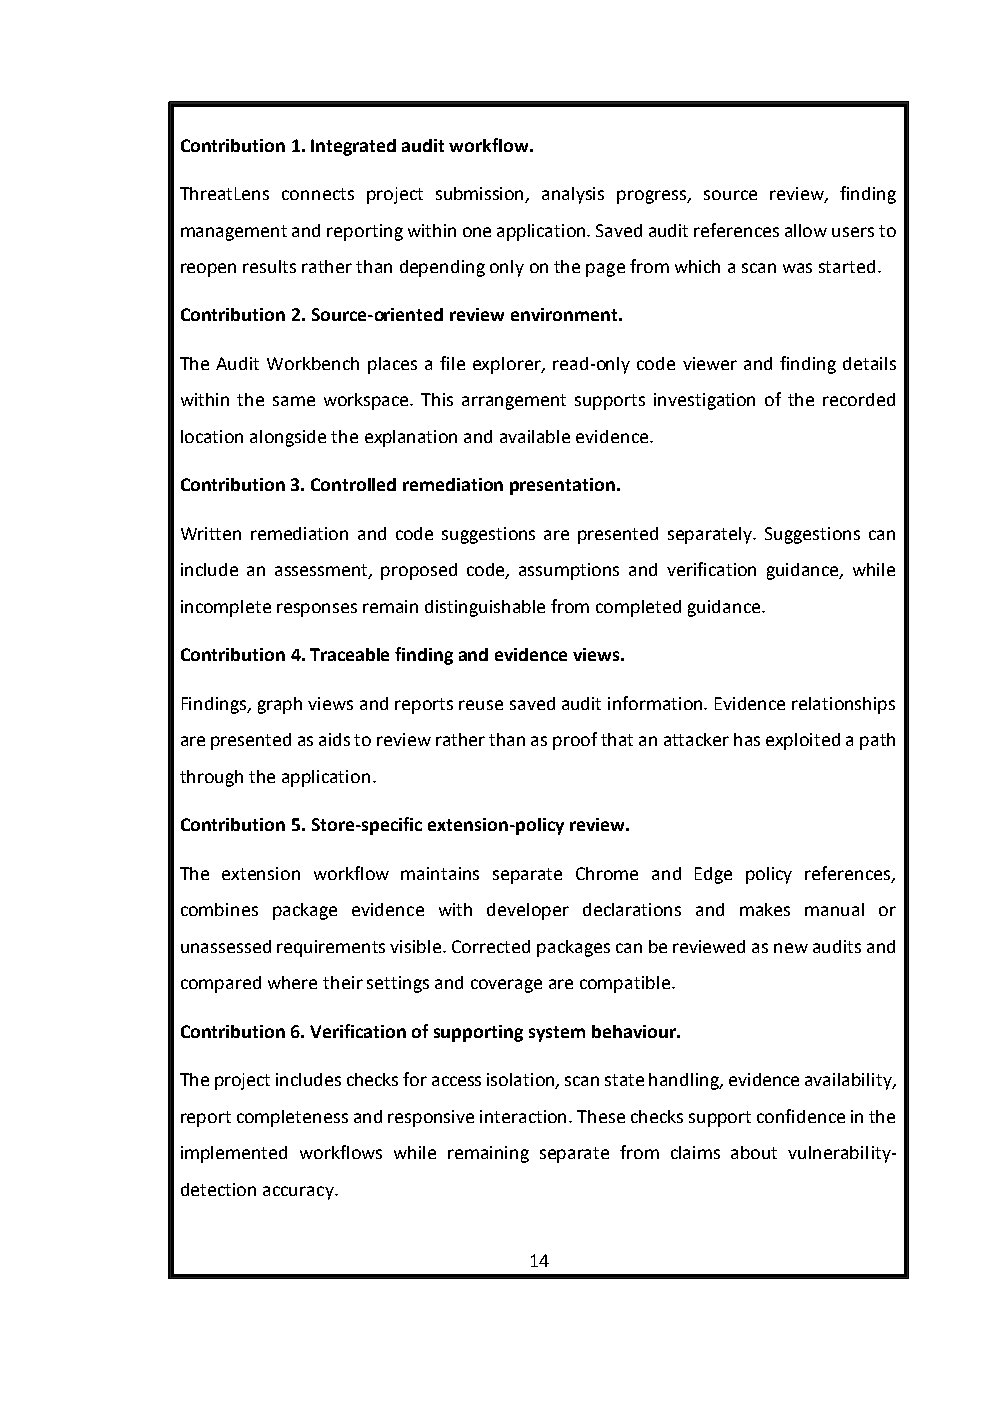 Contribution 1. Integrated audit workflow.
ThreatLens connects project submission, analysis progress, source review, finding
management and reporting within one application. Saved audit references allow users to
reopen results rather than depending only on the page from which a scan was started.
Contribution 2. Source-oriented review environment.
The Audit Workbench places a file explorer, read-only code viewer and finding details
within the same workspace. This arrangement supports investigation of the recorded
location alongside the explanation and available evidence.
Contribution 3. Controlled remediation presentation.
Written remediation and code suggestions are presented separately. Suggestions can
include an assessment, proposed code, assumptions and verification guidance, while
incomplete responses remain distinguishable from completed guidance.
Contribution 4. Traceable finding and evidence views.
Findings, graph views and reports reuse saved audit information. Evidence relationships
are presented as aids to review rather than as proof that an attacker has exploited a path
through the application.
Contribution 5. Store-specific extension-policy review.
The extension workflow maintains separate Chrome and Edge policy references,
combines package evidence with developer declarations and makes manual or
unassessed requirements visible. Corrected packages can be reviewed as new audits and
compared where their settings and coverage are compatible.
Contribution 6. Verification of supporting system behaviour.
The project includes checks for access isolation, scan state handling, evidence availability,
report completeness and responsive interaction. These checks support confidence in the
implemented workflows while remaining separate from claims about vulnerability-
detection accuracy.
14